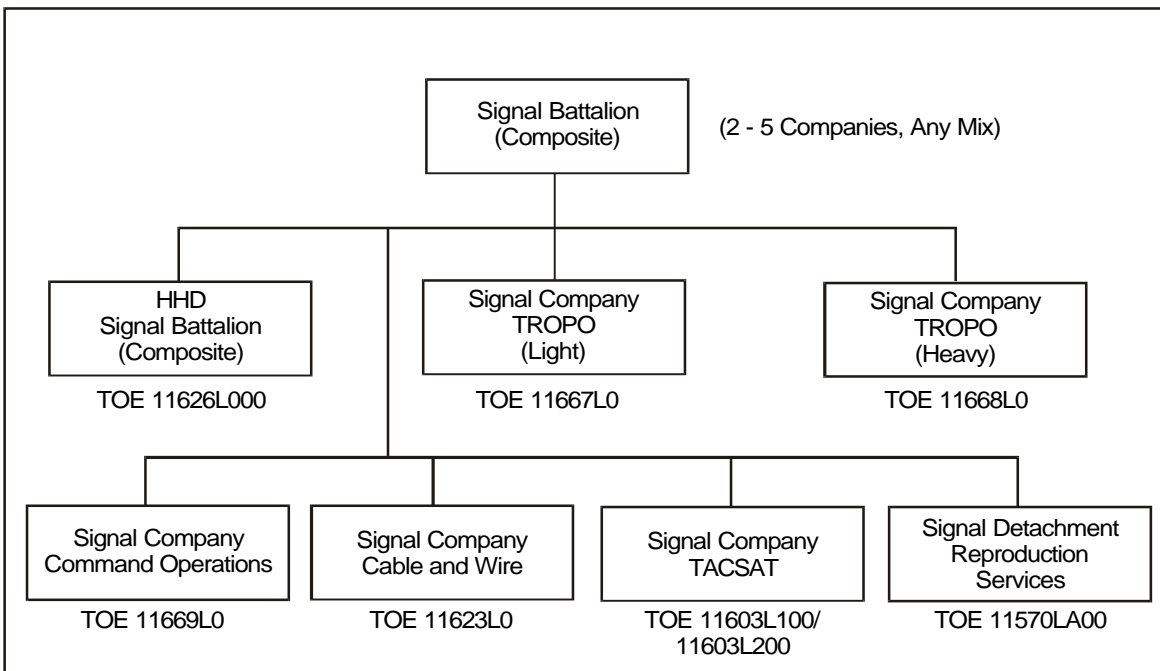 Signal Battalion
(Composite)
(2 - 5 Companies, Any Mix)
HHD
Signal Battalion
(Composite)
TOE 11626L000
Signal Company
TROPO
(Light)
TOE 11667L0
Signal Company
TROPO
(Heavy)
TOE 11668L0
Signal Company
Command Operations
TOE 11669L0
Signal Company
Cable and Wire
TOE 11623L0
Signal Company
TACSAT
TOE 11603L100/
11603L200
Signal Detachment
Reproduction
Services
TOE 11570LA00